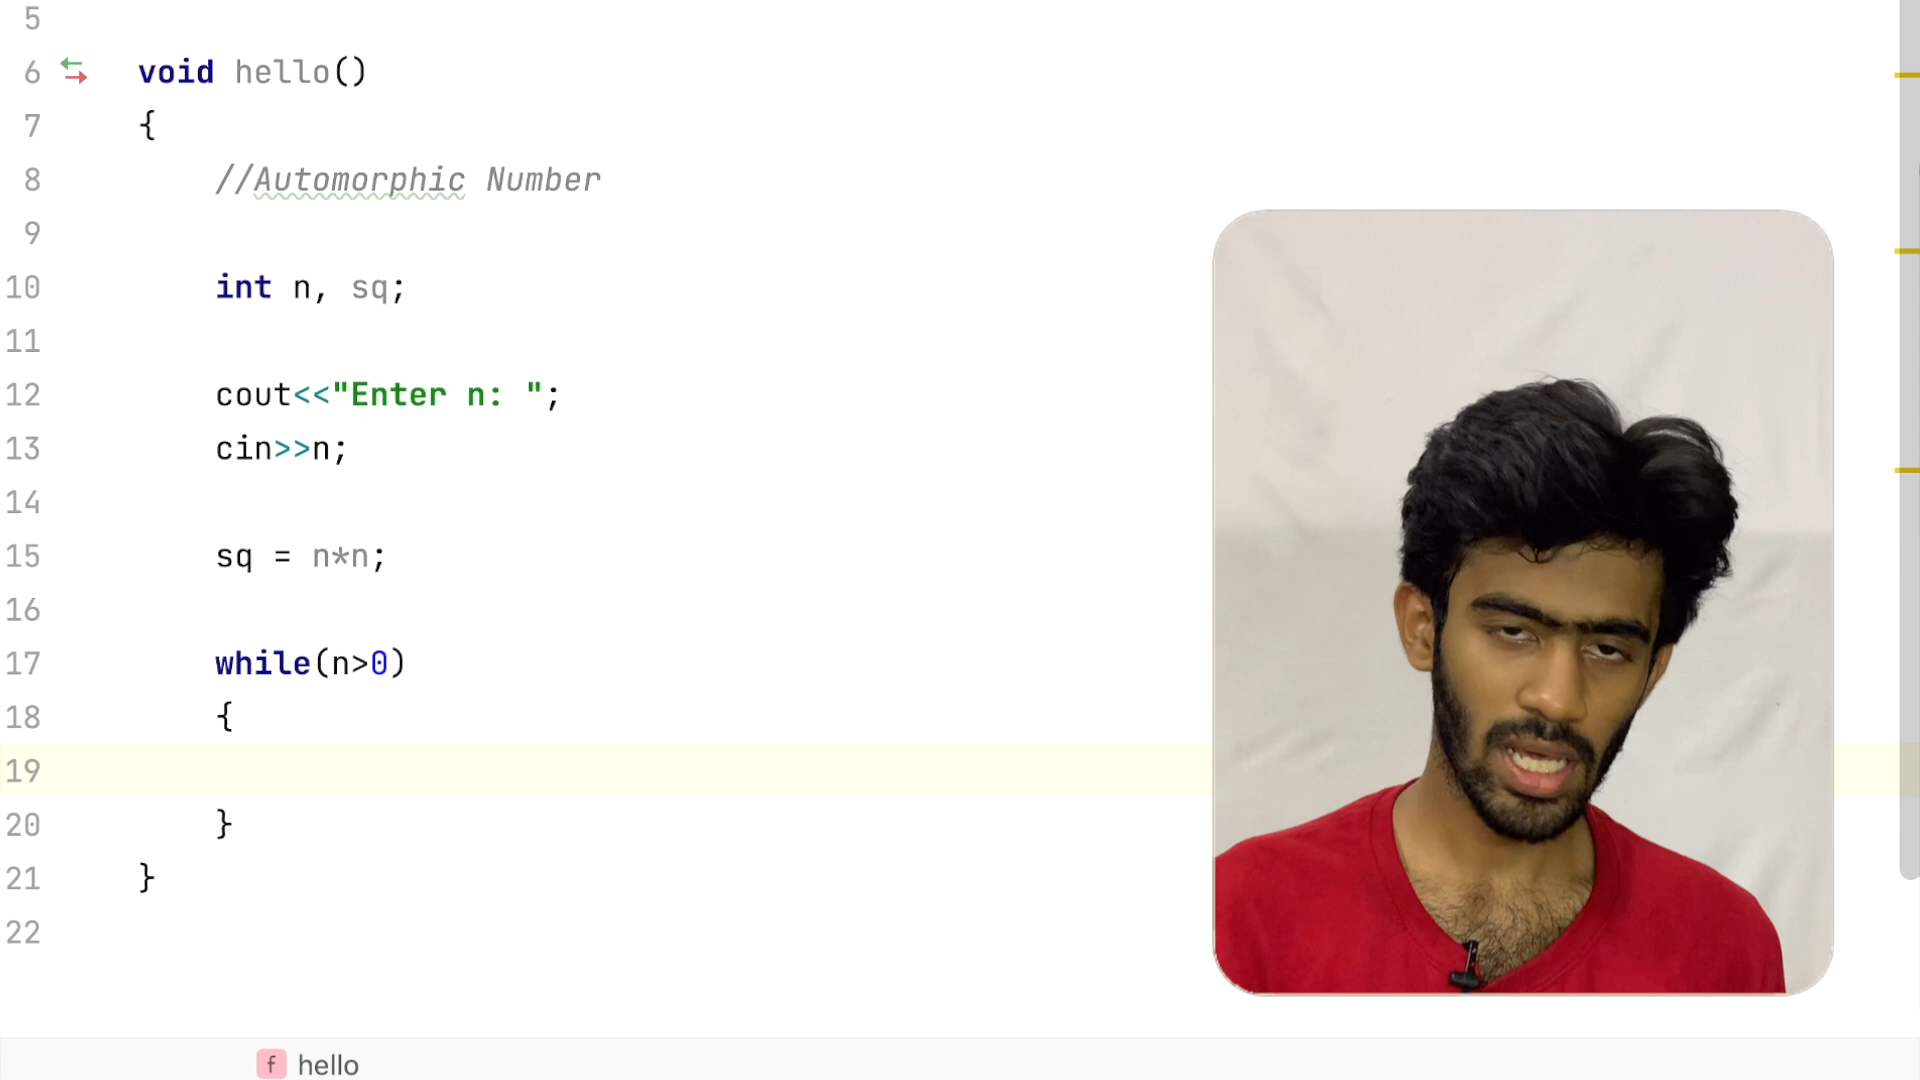 5
6 void hello()
7 {
8 //Automorphic Number
9
10 int n, sq;
11
12 cout<<"Enter n: ";
13 cin>>n;
14
15 sq = n*n;
16
17 while(n>0)
18 {
19
20 }
21 }
22
f hello